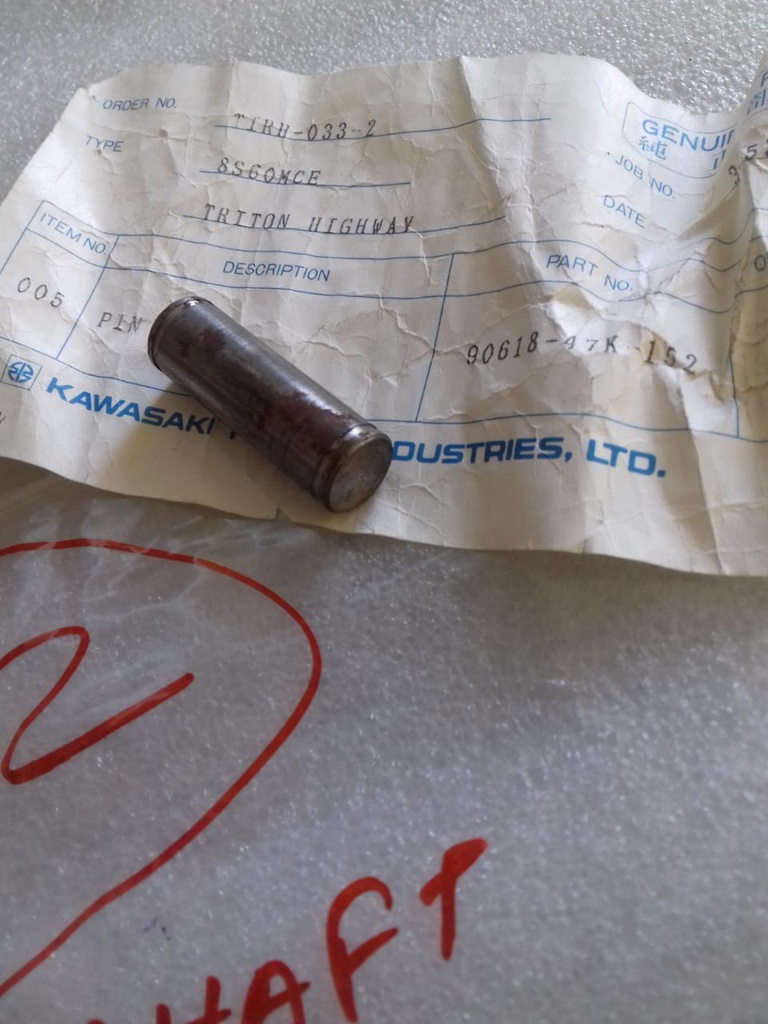 ORDER NO. TIRH-033-2
GENUI
純
TYPE 8S60MCE
JOB NO.
TRITON HIGHWAY
DATE
ITEM NO. DESCRIPTION PART NO.
005 PIN 90618-47K-152
KAWASAKI DUSTRIES, LTD.
2
HAFT